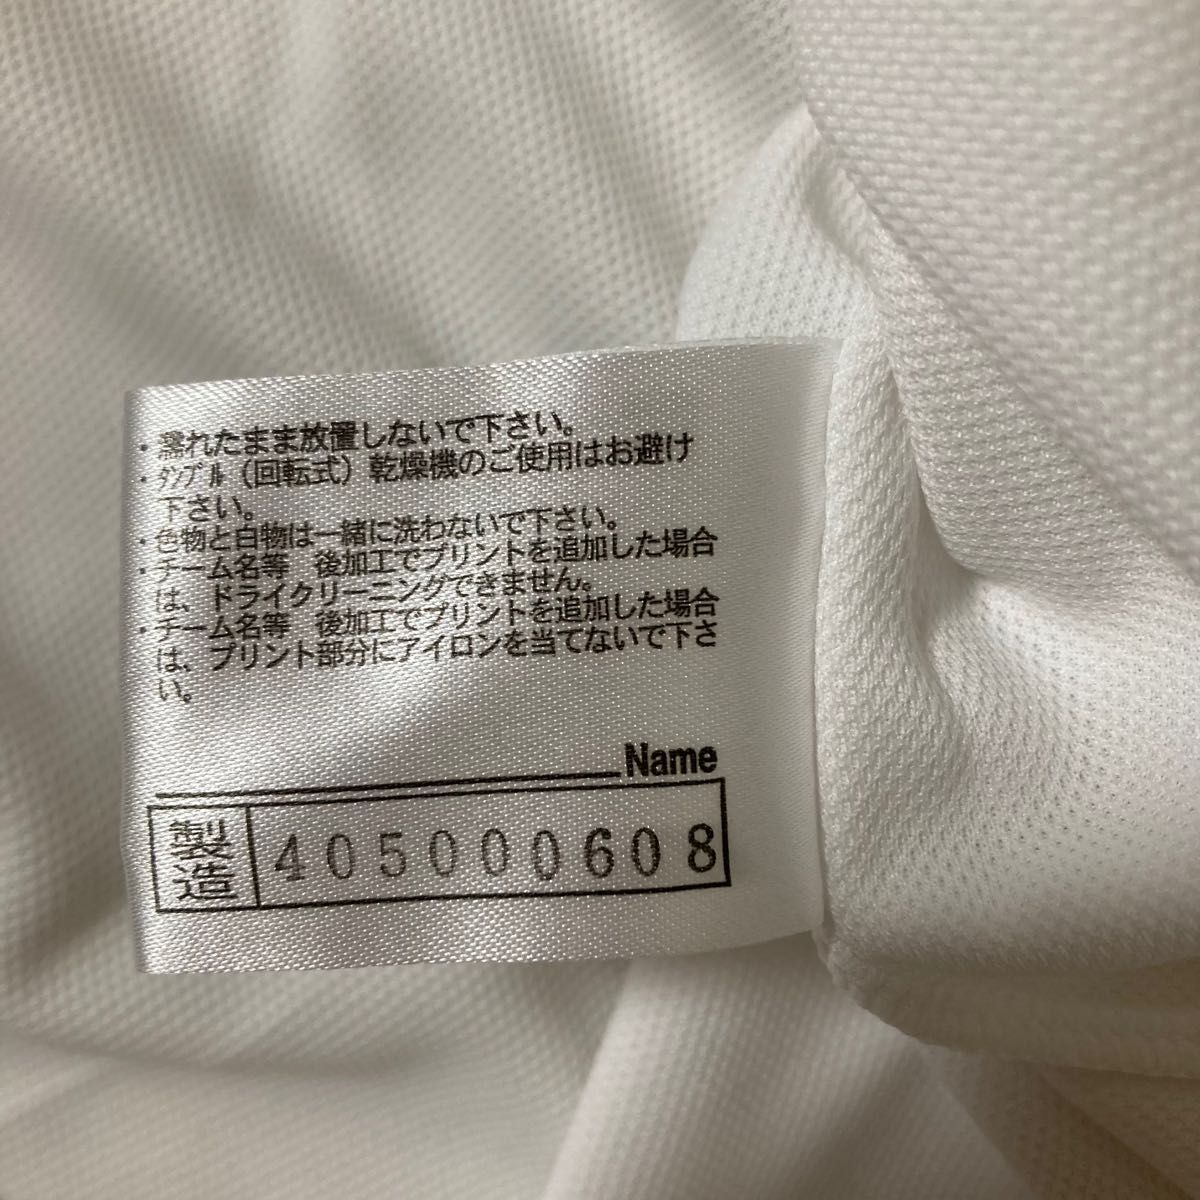 ・濡れたまま放置しないで下さい。
・ﾀﾝﾌﾞﾙ（回転式）乾燥機のご使用はお避け
下さい。
・色物と白物は一緒に洗わないで下さい。
・チーム名等　後加工でプリントを追加した場合
は、ドライクリーニングできません。
・チーム名等　後加工でプリントを追加した場合
は、プリント部分にアイロンを当てないで下さ
い。
Name
製造 405000608